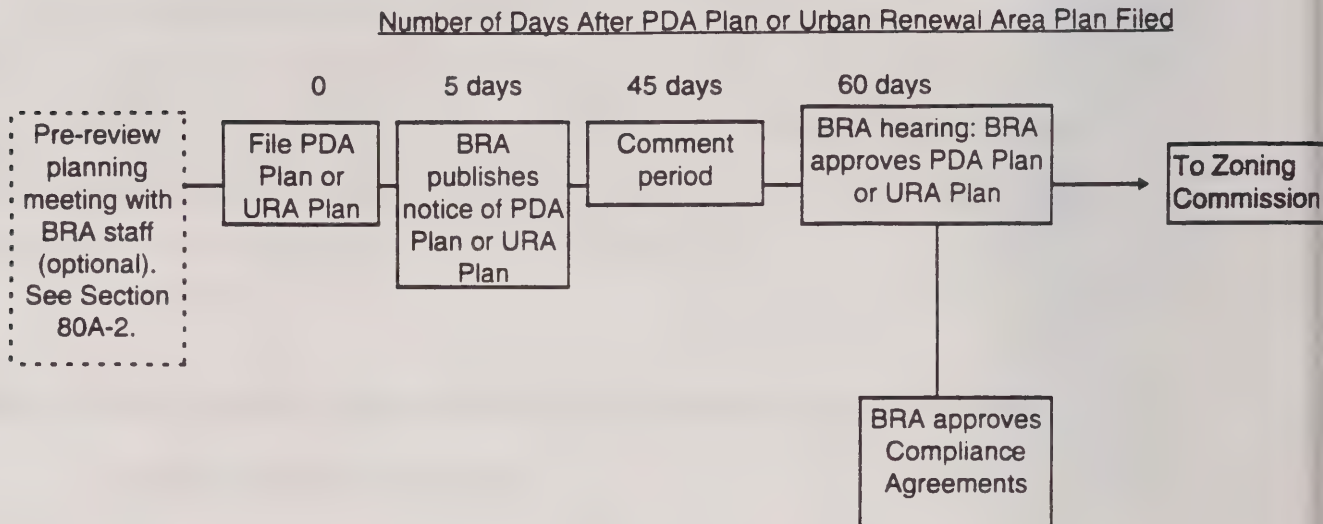 Number of Days After PDA Plan or Urban Renewal Area Plan Filed
0
5 days
45 days
60 days
Pre-review
planning
meeting with
BRA staff
(optional).
See Section
80A-2.
File PDA
Plan or
URA Plan
BRA
publishes
notice of PDA
Plan or URA
Plan
Comment
period
BRA hearing: BRA
approves PDA Plan
or URA Plan
To Zoning
Commission
BRA approves
Compliance
Agreements